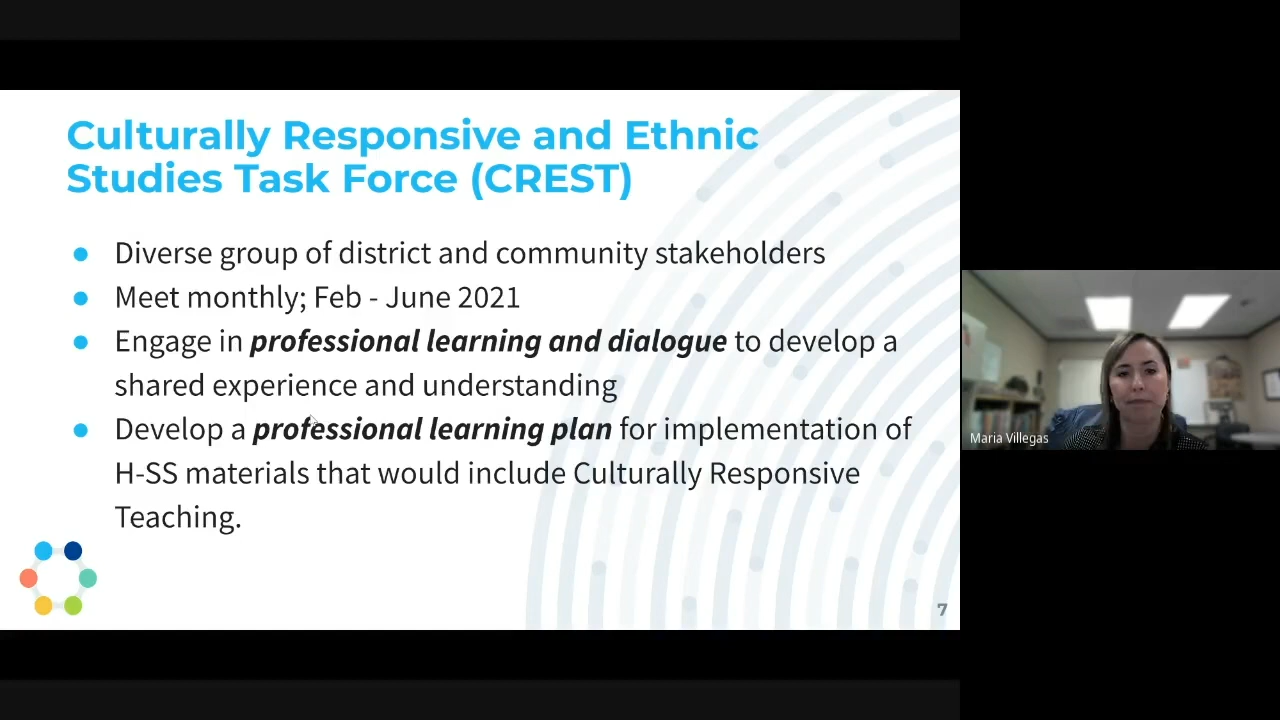 Culturally Responsive and Ethnic
Studies Task Force (CREST)
● Diverse group of district and community stakeholders
● Meet monthly; Feb - June 2021
● Engage in professional learning and dialogue to develop a
shared experience and understanding
● Develop a professional learning plan for implementation of
H-SS materials that would include Culturally Responsive
Teaching.
7
Maria Villegas